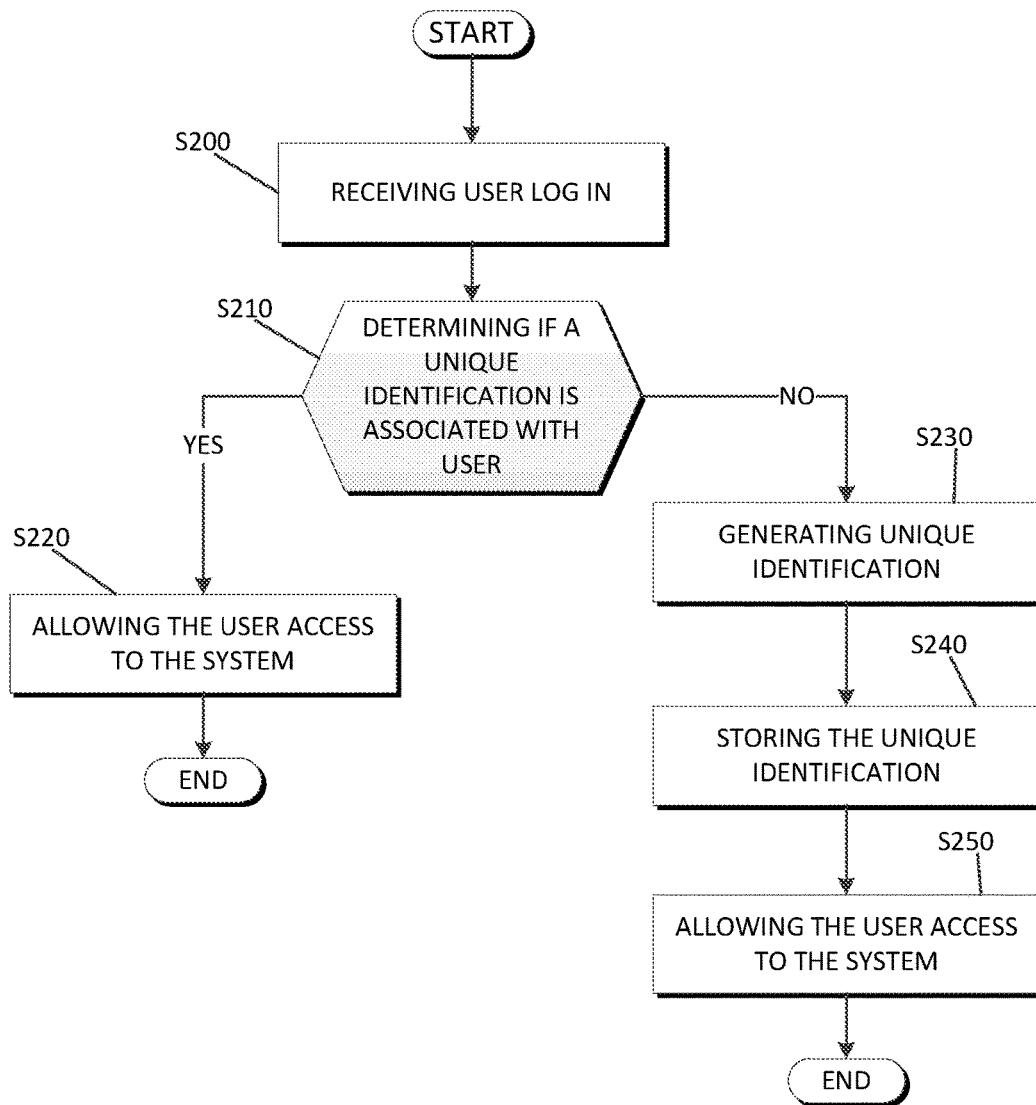 START
S200
RECEIVING USER LOG IN
S210
DETERMINING IF A
UNIQUE
IDENTIFICATION IS
ASSOCIATED WITH
USER
YES
NO
S220
ALLOWING THE USER ACCESS
TO THE SYSTEM
END
S230
GENERATING UNIQUE
IDENTIFICATION
S240
STORING THE UNIQUE
IDENTIFICATION
S250
ALLOWING THE USER ACCESS
TO THE SYSTEM
END